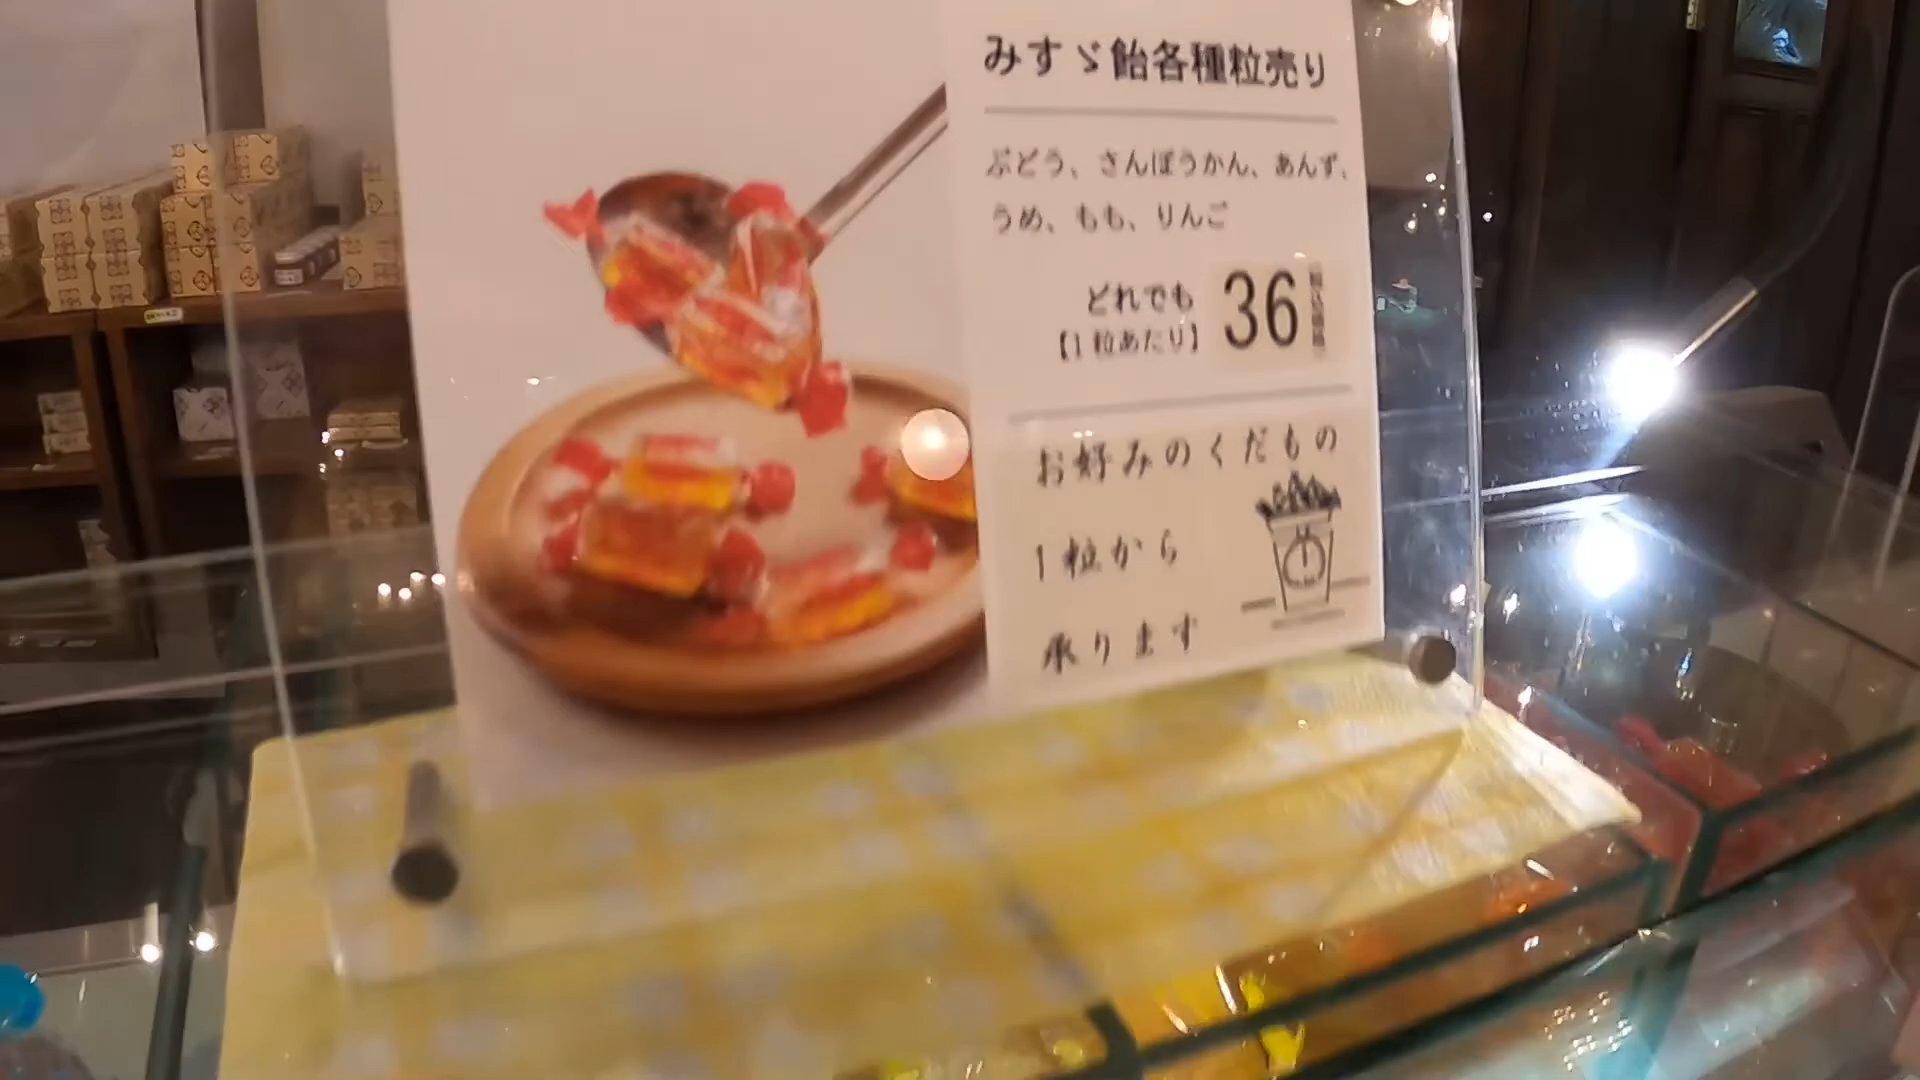 みすゞ飴各種粒売り
ぶどう、さんぽうかん、あんず、
うめ、もも、りんご
どれでも
【1粒あたり】 36
お好みのくだもの
1粒から
承ります